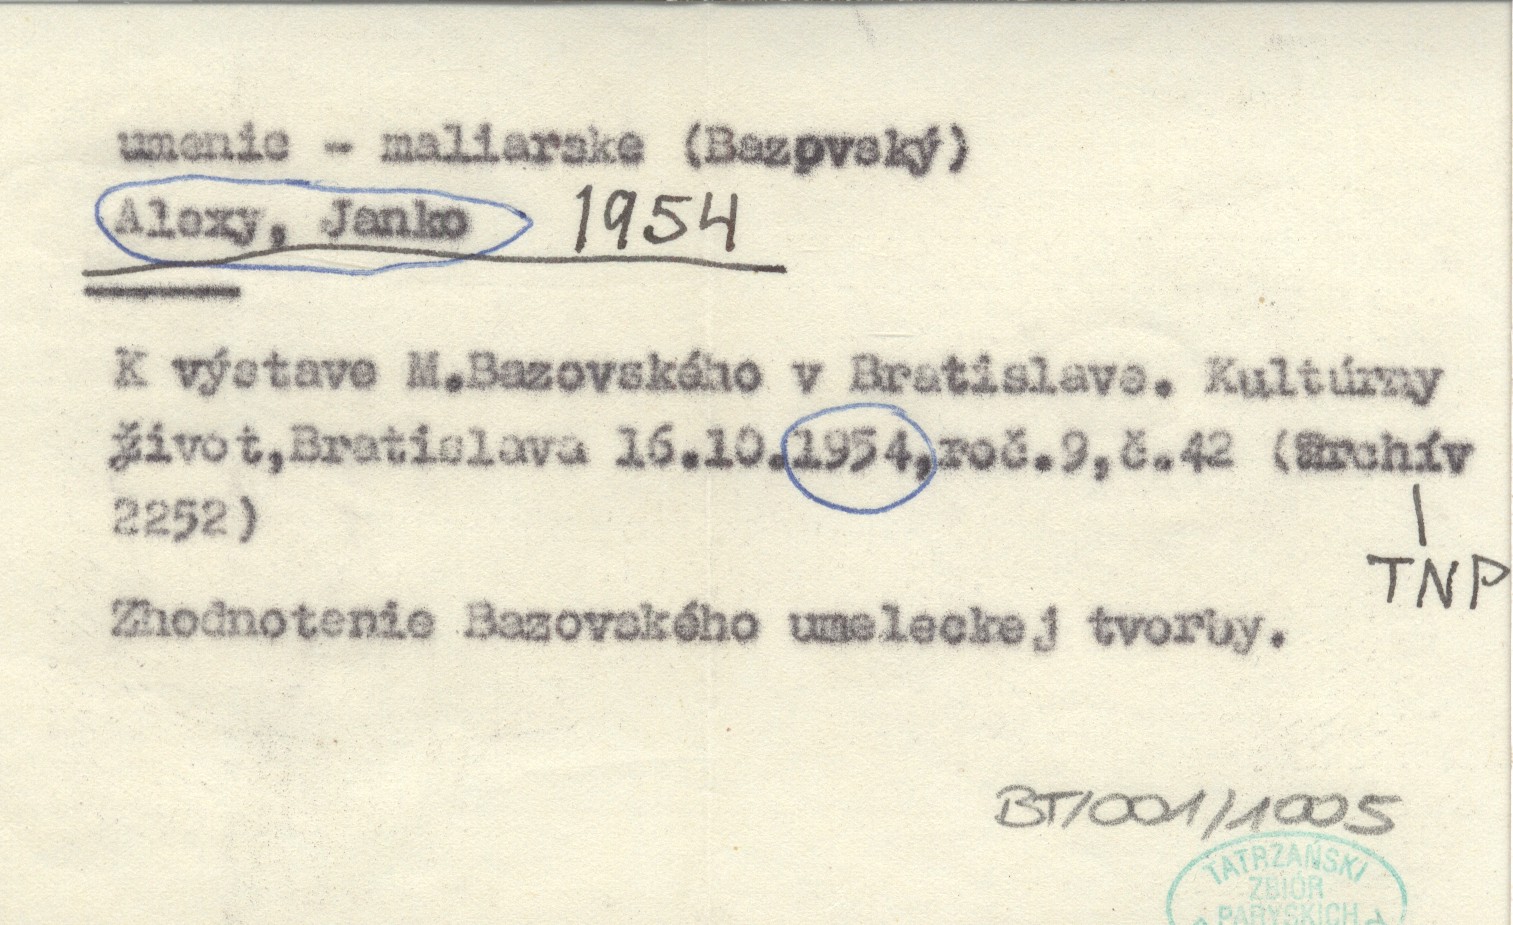 umenie - maliarske (Bazovský)
Alexy, Janko 1954
K výstave M.Bazovského v Bratislave. Kultúrny
život,Bratislava 16.10.1954,roč.9,č.42 (archív
2252)
TNP
Zhodnotenie Bazovského umeleckej tvorby.
BT/001/1005
TATRZAŃSKI
ZBIÓR
PARYSKICH